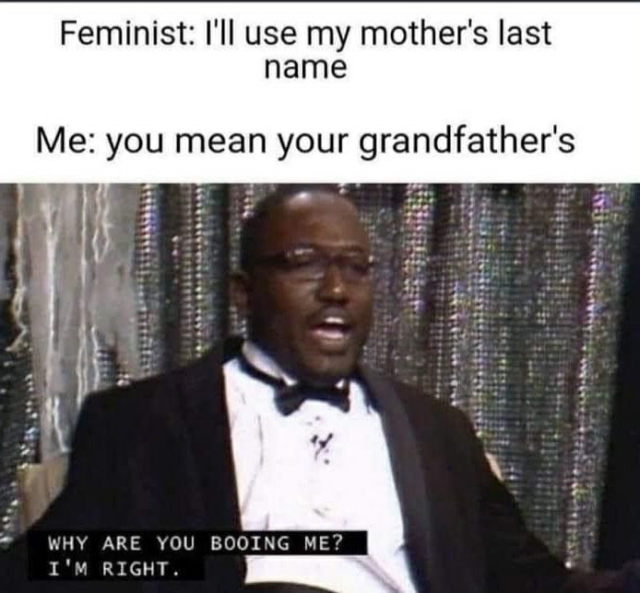 Feminist: I'll use my mother's last
name
Me: you mean your grandfather's
WHY ARE YOU BOOING ME?
I'M RIGHT.